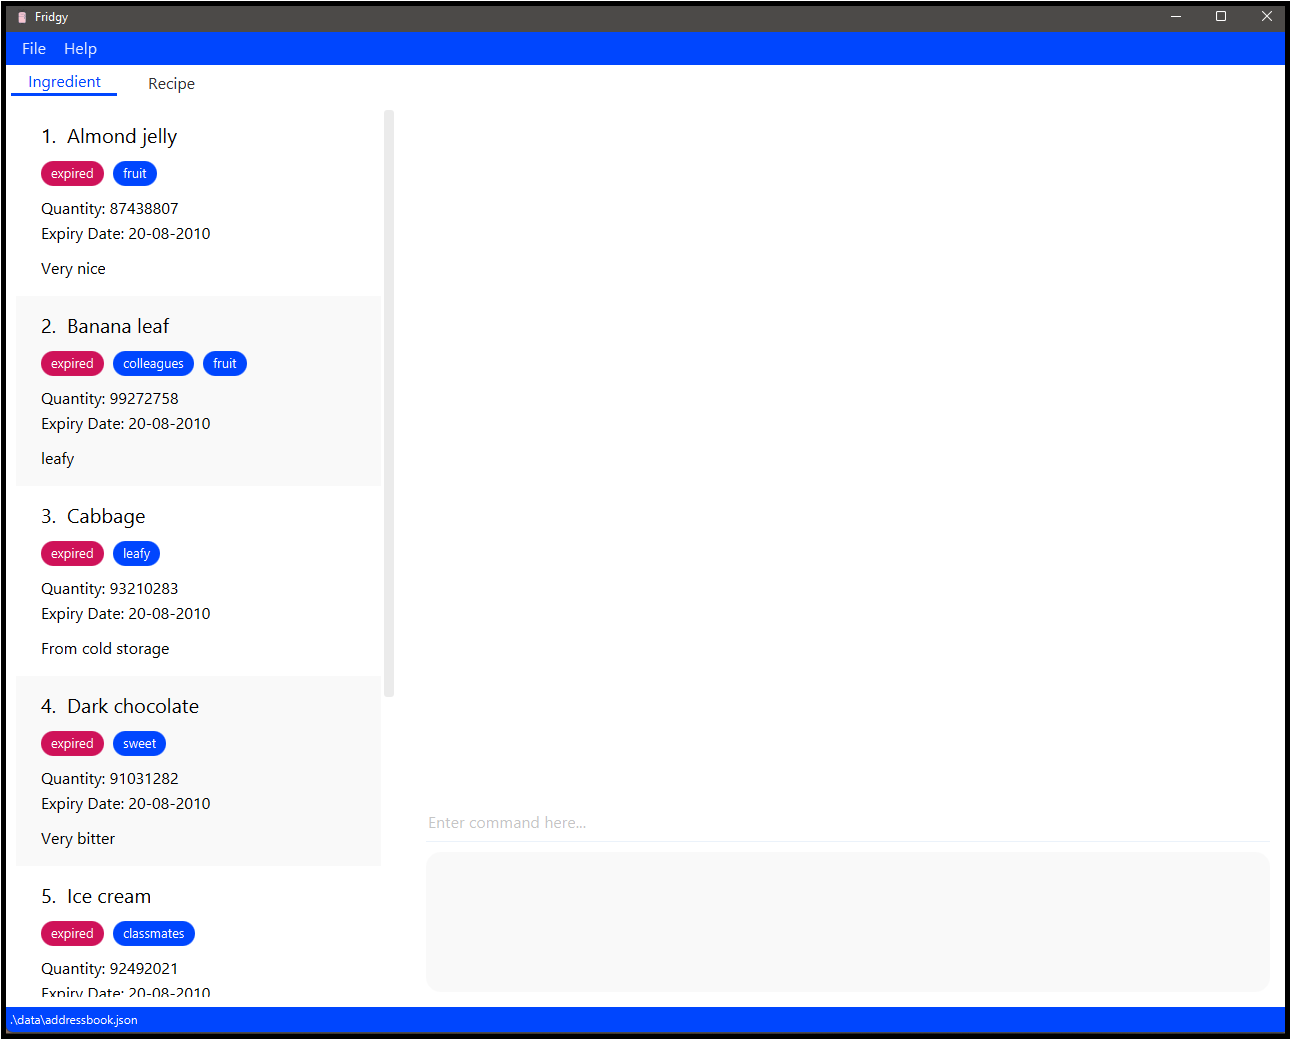 Fridgy
File Help
Ingredient Recipe
1. Almond jelly
expired fruit
Quantity: 87438807
Expiry Date: 20-08-2010
Very nice
2. Banana leaf
expired colleagues fruit
Quantity: 99272758
Expiry Date: 20-08-2010
leafy
3. Cabbage
expired leafy
Quantity: 93210283
Expiry Date: 20-08-2010
From cold storage
4. Dark chocolate
expired sweet
Quantity: 91031282
Expiry Date: 20-08-2010
Very bitter
5. Ice cream
expired classmates
Quantity: 92492021
Expiry Date: 20-08-2010
Enter command here...
.\data\addressbook.json